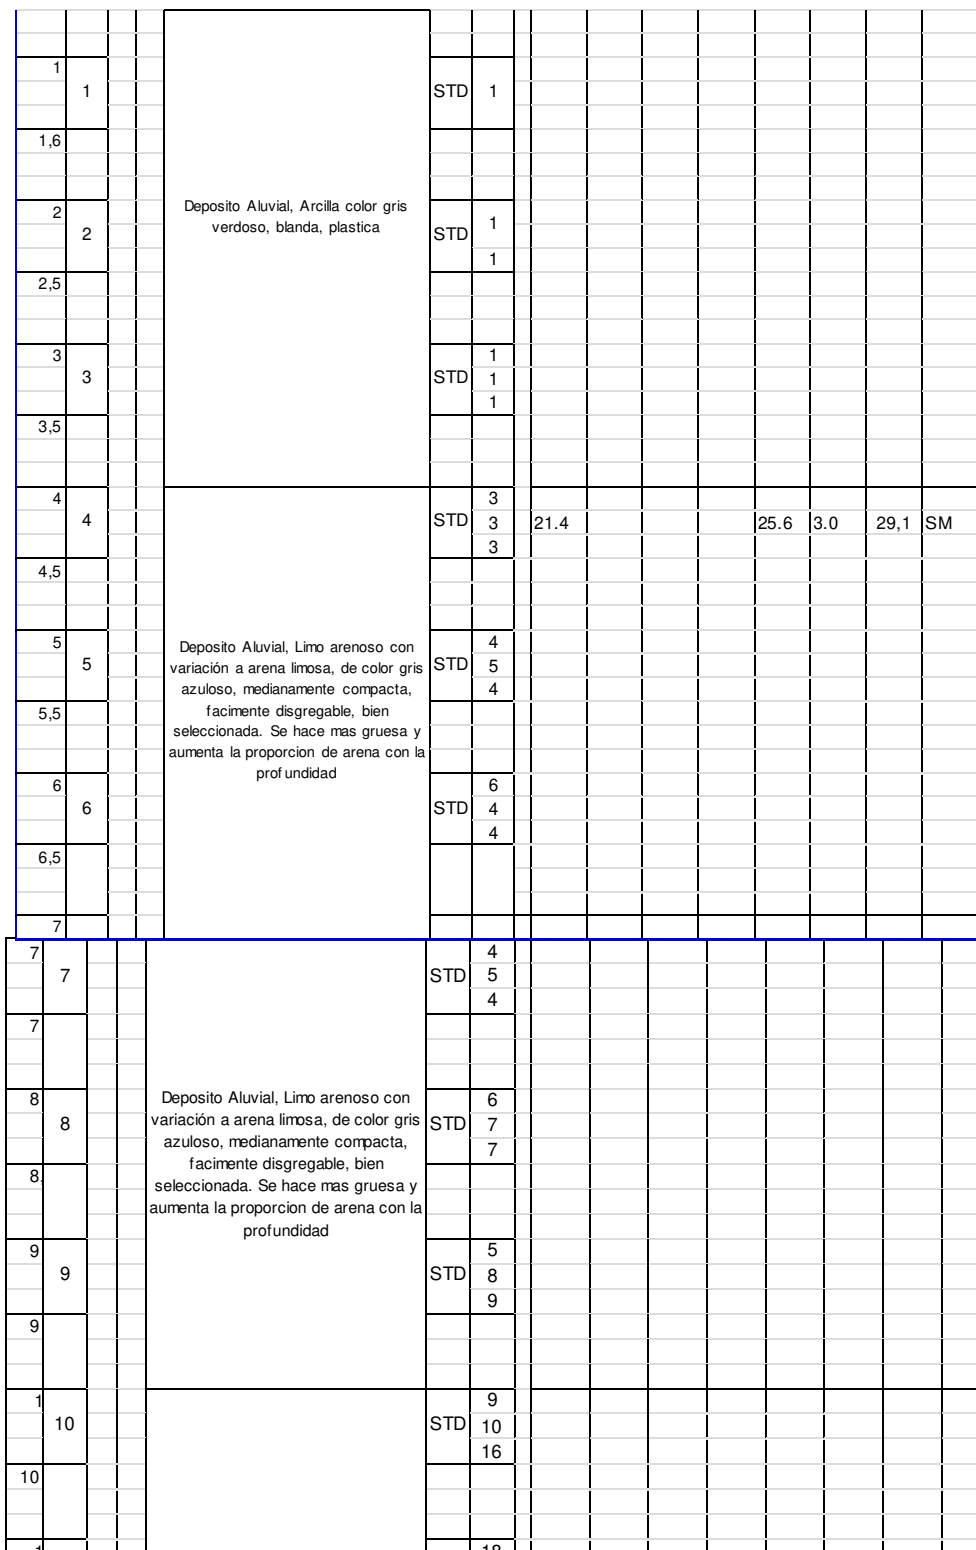 1
1
STD
1
1,6
Deposito Aluvial, Arcilla color gris
verdoso, blanda, plastica
2
2
STD
1
1
2,5
3
3
STD
1
1
1
3,5
4
4
STD
3
3
3
21.4
25.6
3.0
29,1
SM
4,5
5
5
STD
4
5
4
Deposito Aluvial, Limo arenoso con
variación a arena limosa, de color gris
azuloso, medianamente compacta,
facimente disgregable, bien
seleccionada. Se hace mas gruesa y
aumenta la proporcion de arena con la
profundidad
5,5
6
6
STD
6
4
4
6,5
7
7
7
STD
4
5
4
7
8
8
STD
6
7
7
Deposito Aluvial, Limo arenoso con
variación a arena limosa, de color gris
azuloso, medianamente compacta,
facimente disgregable, bien
seleccionada. Se hace mas gruesa y
aumenta la proporcion de arena con la
profundidad
8,
9
9
STD
5
8
9
9
1
10
STD
9
10
16
10